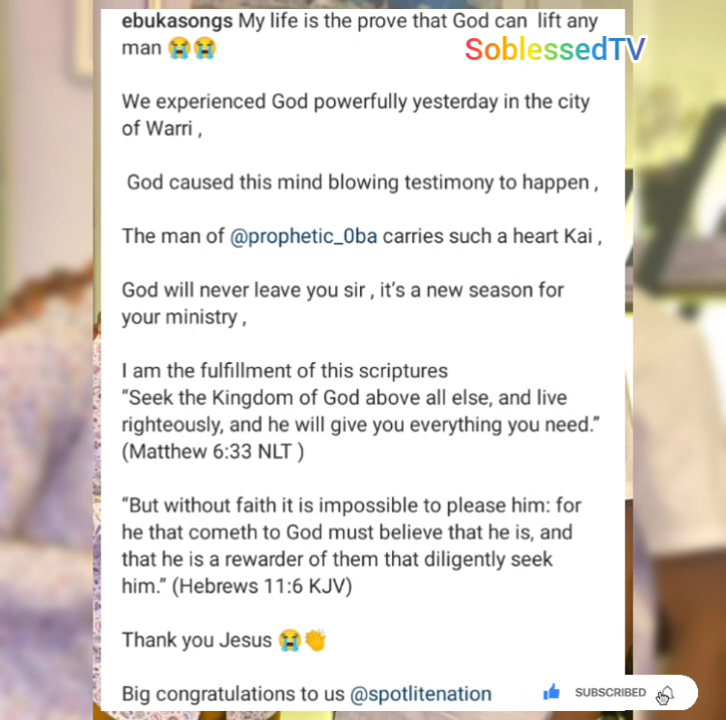 ebukasongs My life is the prove that God can lift any
man 😭😭
SoblessedTV
We experienced God powerfully yesterday in the city
of Warri ,
God caused this mind blowing testimony to happen ,
The man of @prophetic_0ba carries such a heart Kai ,
God will never leave you sir , it’s a new season for
your ministry ,
I am the fulfillment of this scriptures
“Seek the Kingdom of God above all else, and live
righteously, and he will give you everything you need.”
(Matthew 6:33 NLT )
“But without faith it is impossible to please him: for
he that cometh to God must believe that he is, and
that he is a rewarder of them that diligently seek
him.” (Hebrews 11:6 KJV)
Thank you Jesus 😭👏
Big congratulations to us @spotlitenation
SUBSCRIBED